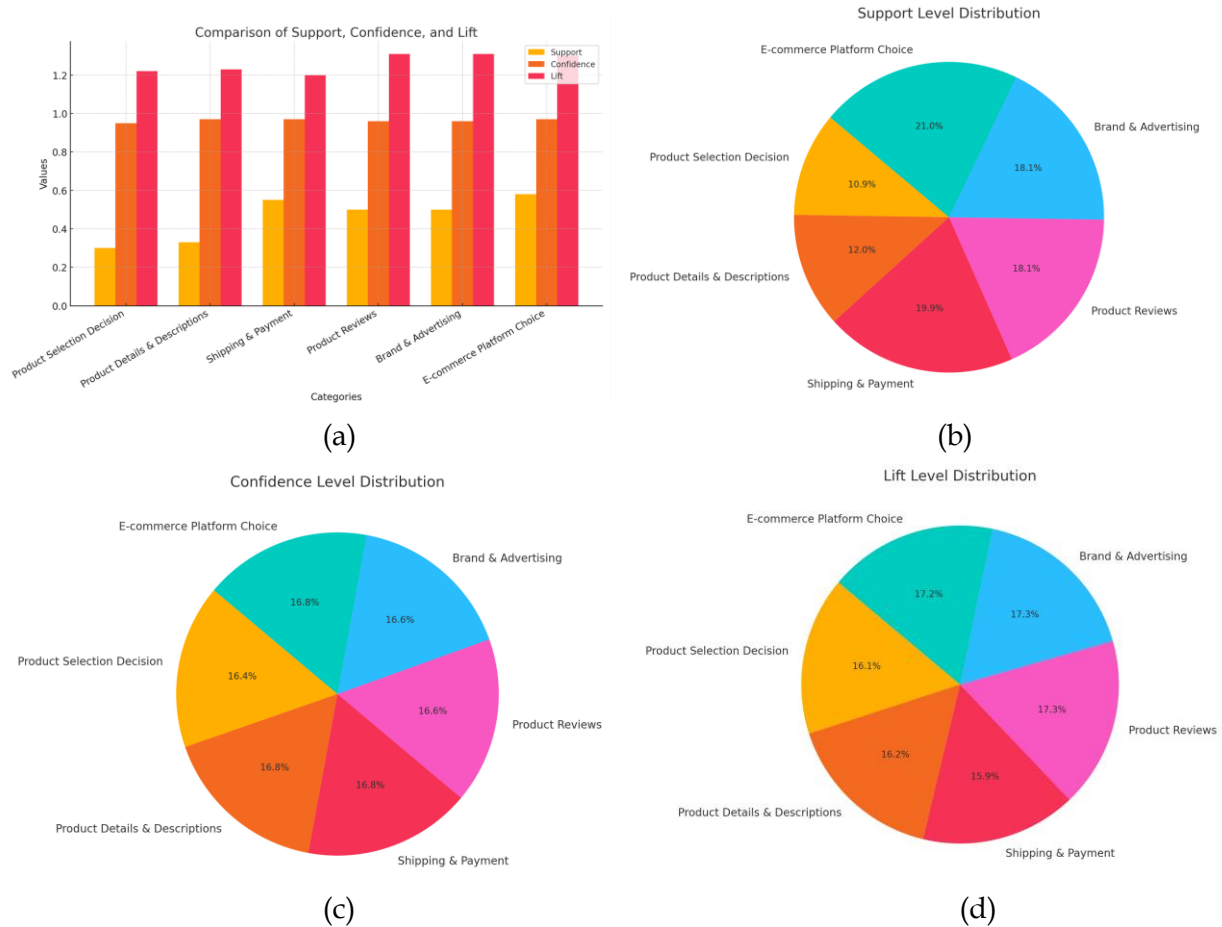 Comparison of Support, Confidence, and Lift
Support
Confidence
Lift
Values
1.2
1.0
0.8
0.6
0.4
0.2
0.0
Product Selection Decision
Product Details & Descriptions
Shipping & Payment
Product Reviews
Brand & Advertising
E-commerce Platform Choice
Categories
(a)
Support Level Distribution
E-commerce Platform Choice
Brand & Advertising
21.0%
Product Selection Decision
18.1%
10.9%
12.0%
18.1%
Product Details & Descriptions
19.9%
Product Reviews
Shipping & Payment
(b)
Confidence Level Distribution
E-commerce Platform Choice
Brand & Advertising
16.8%
16.6%
Product Selection Decision
16.4%
16.6%
Product Reviews
16.8%
16.8%
Product Details & Descriptions
Shipping & Payment
(c)
Lift Level Distribution
E-commerce Platform Choice
Brand & Advertising
17.2%
17.3%
Product Selection Decision
16.1%
17.3%
Product Reviews
16.2%
15.9%
Product Details & Descriptions
Shipping & Payment
(d)